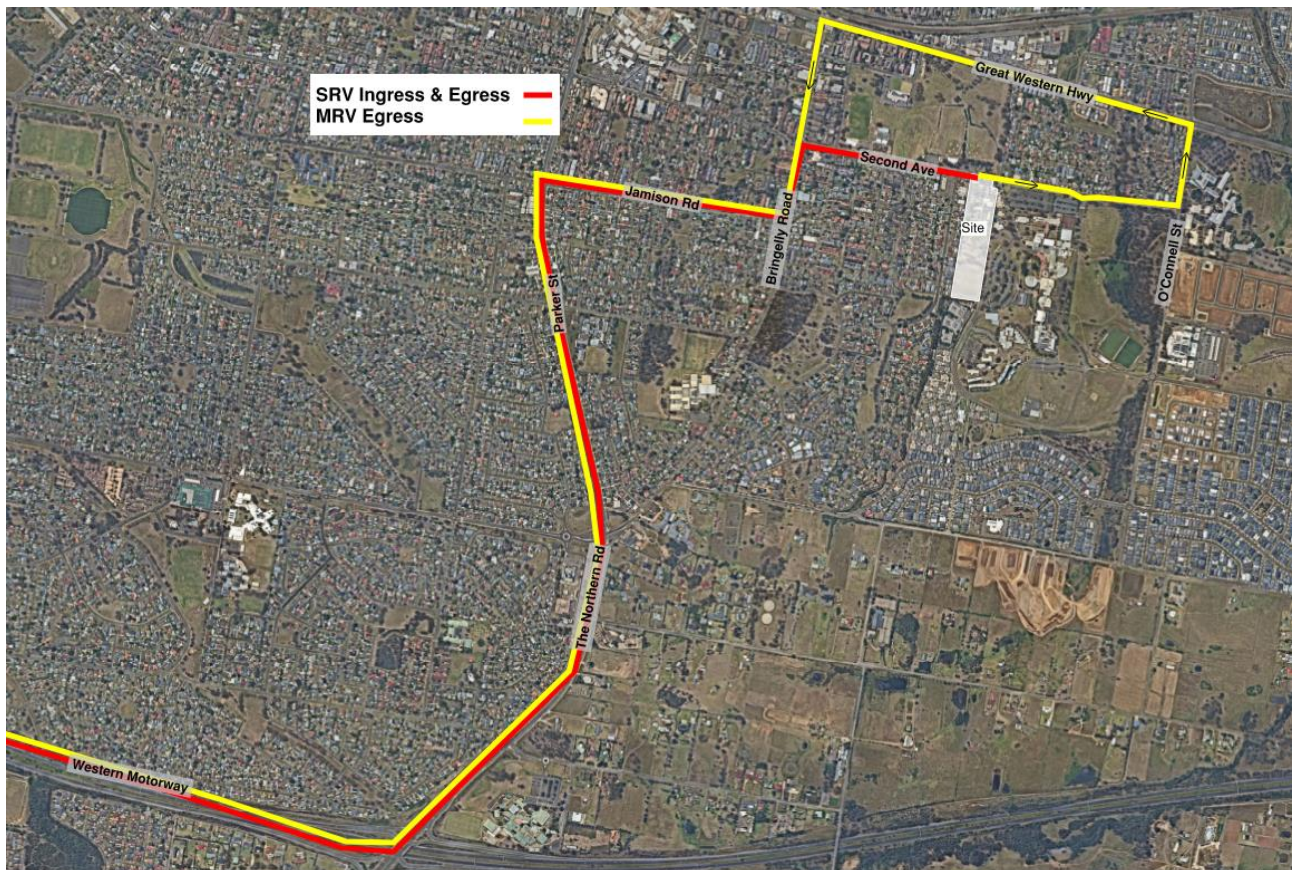 SRV Ingress & Egress
MRV Egress
Great Western Hwy
Second Ave
Jamison Rd
Bringelly Road
Site
O'Connell St
Parker St
The Northern Rd
Western Motorway